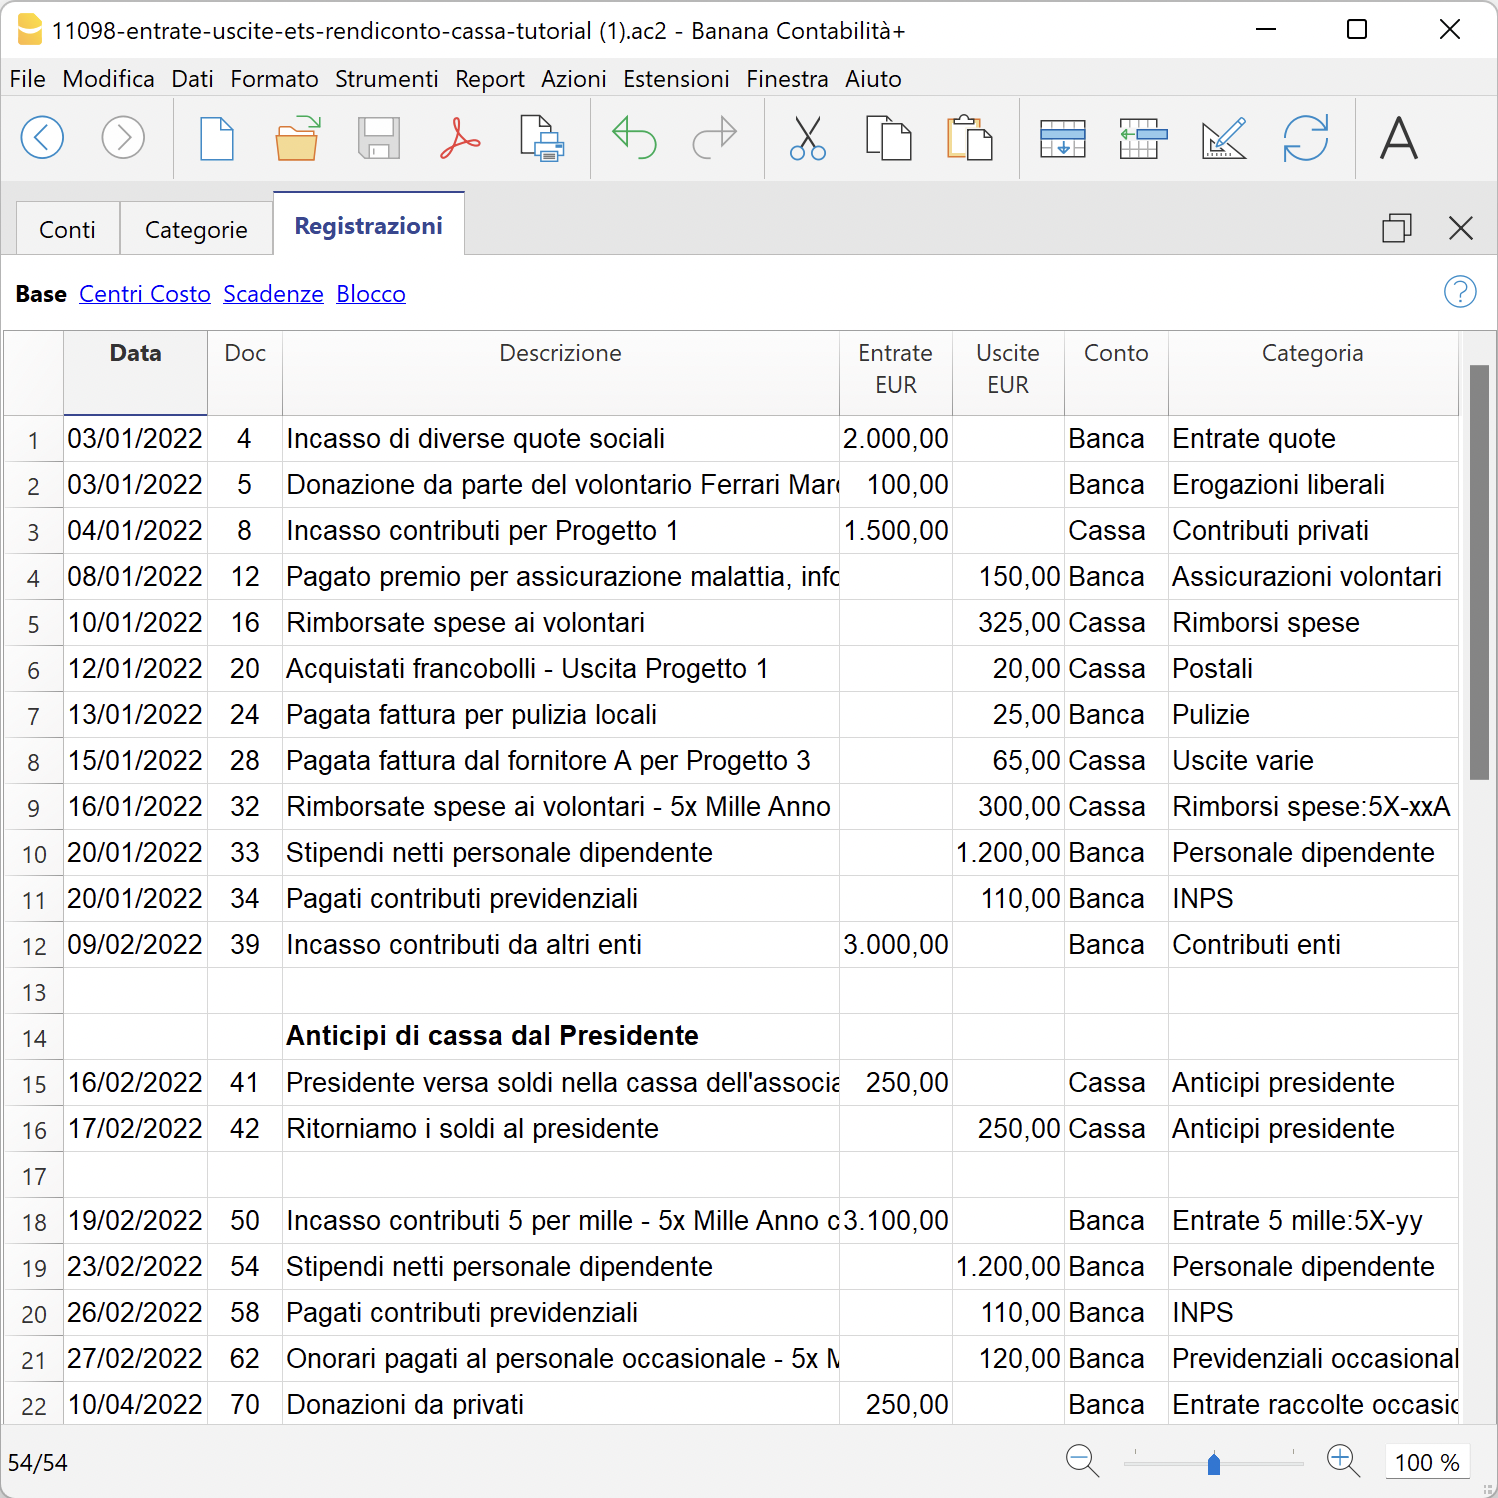 11098-entrate-uscite-ets-rendiconto-cassa-tutorial (1).ac2 - Banana Contabilità+
File Modifica Dati Formato Strumenti Report Azioni Estensioni Finestra Aiuto
A
Conti Categorie Registrazioni
Base Centri Costo Scadenze Blocco ?
Data Doc Descrizione Entrate EUR Uscite EUR Conto Categoria
1 03/01/2022 4 Incasso di diverse quote sociali 2.000,00 Banca Entrate quote
2 03/01/2022 5 Donazione da parte del volontario Ferrari Marc 100,00 Banca Erogazioni liberali
3 04/01/2022 8 Incasso contributi per Progetto 1 1.500,00 Cassa Contributi privati
4 08/01/2022 12 Pagato premio per assicurazione malattia, info 150,00 Banca Assicurazioni volontari
5 10/01/2022 16 Rimborsate spese ai volontari 325,00 Cassa Rimborsi spese
6 12/01/2022 20 Acquistati francobolli - Uscita Progetto 1 20,00 Cassa Postali
7 13/01/2022 24 Pagata fattura per pulizia locali 25,00 Banca Pulizie
8 15/01/2022 28 Pagata fattura dal fornitore A per Progetto 3 65,00 Cassa Uscite varie
9 16/01/2022 32 Rimborsate spese ai volontari - 5x Mille Anno 300,00 Cassa Rimborsi spese:5X-xxA
10 20/01/2022 33 Stipendi netti personale dipendente 1.200,00 Banca Personale dipendente
11 20/01/2022 34 Pagati contributi previdenziali 110,00 Banca INPS
12 09/02/2022 39 Incasso contributi da altri enti 3.000,00 Banca Contributi enti
13
14 Anticipi di cassa dal Presidente
15 16/02/2022 41 Presidente versa soldi nella cassa dell'associa 250,00 Cassa Anticipi presidente
16 17/02/2022 42 Ritorniamo i soldi al presidente 250,00 Cassa Anticipi presidente
17
18 19/02/2022 50 Incasso contributi 5 per mille - 5x Mille Anno c 3.100,00 Banca Entrate 5 mille:5X-yy
19 23/02/2022 54 Stipendi netti personale dipendente 1.200,00 Banca Personale dipendente
20 26/02/2022 58 Pagati contributi previdenziali 110,00 Banca INPS
21 27/02/2022 62 Onorari pagati al personale occasionale - 5x M 120,00 Banca Previdenziali occasional
22 10/04/2022 70 Donazioni da privati 250,00 Banca Entrate raccolte occasio
54/54 100 %